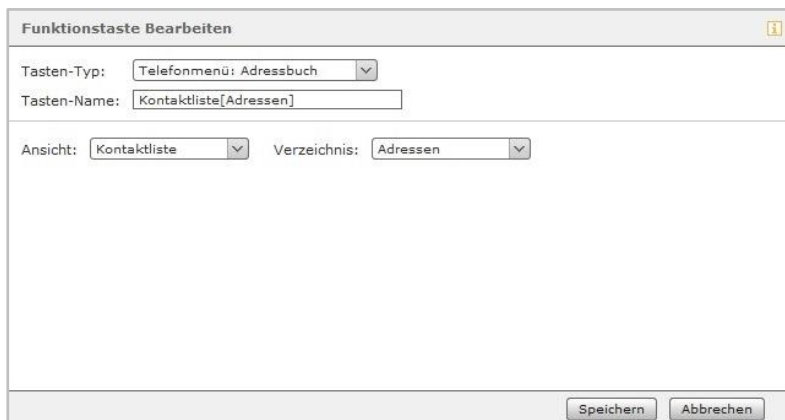 Funktionstaste Bearbeiten
Tasten-Typ: Telefonmenü: Adressbuch
Tasten-Name: Kontaktliste[Adressen]
Ansicht: Kontaktliste Verzeichnis: Adressen
Speichern Abbrechen